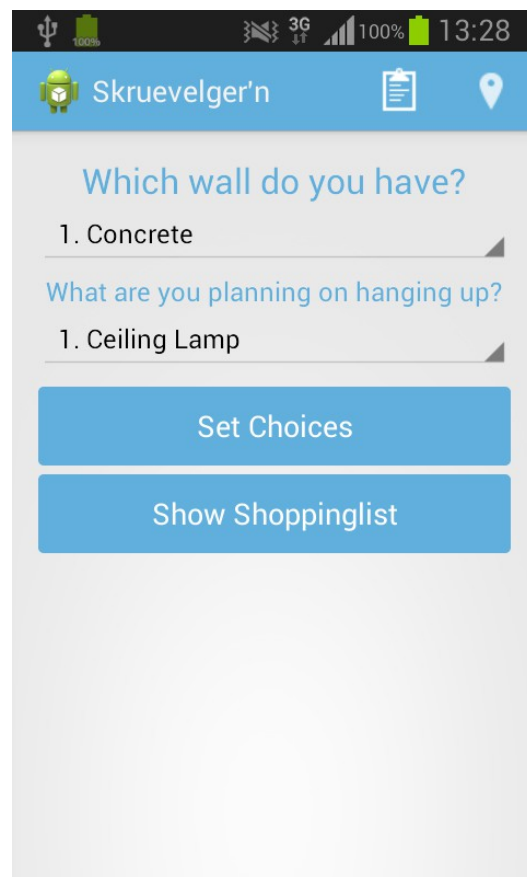 100%
3G
100%
13:28
Skruevelger'n
Which wall do you have?
1. Concrete
What are you planning on hanging up?
1. Ceiling Lamp
Set Choices
Show Shoppinglist